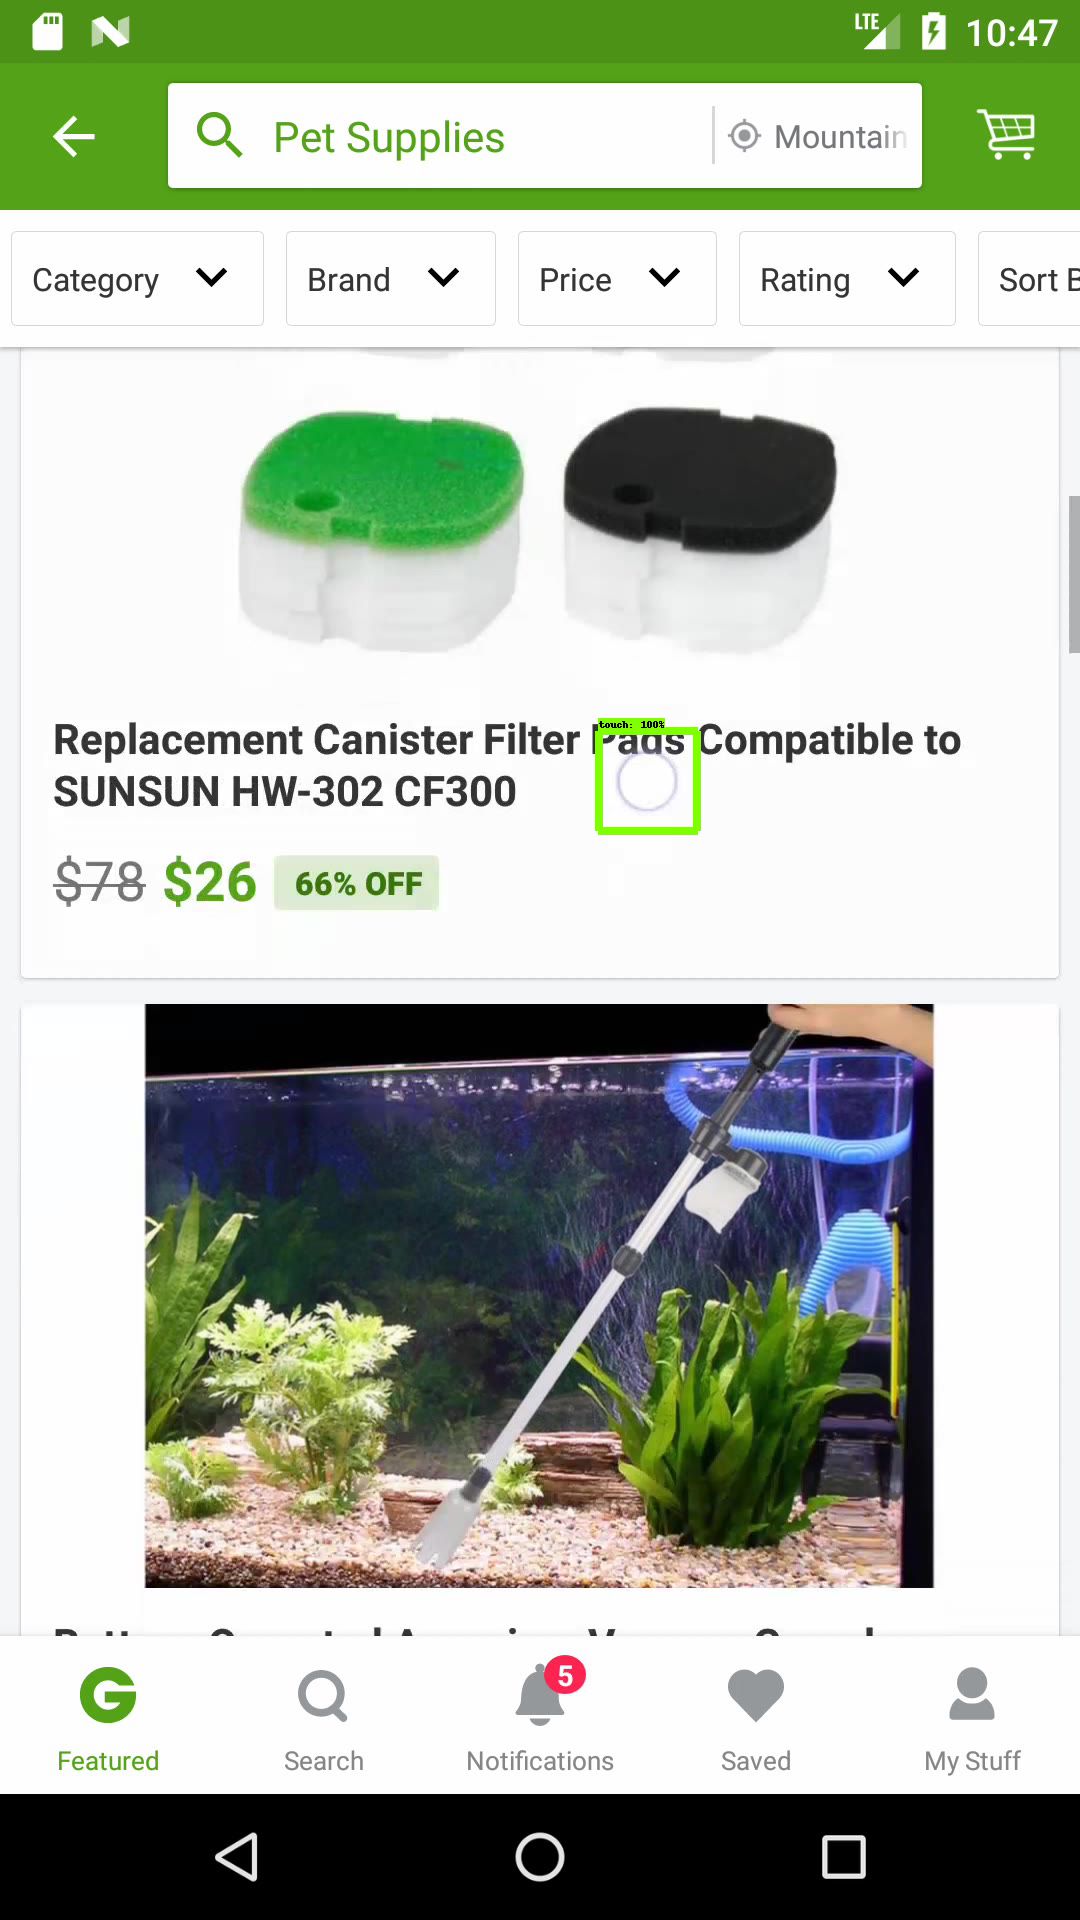 LTE 10:47
Pet Supplies Mountain
Category Brand Price Rating Sort B
touch: 100%
Replacement Canister Filter Pads Compatible to
SUNSUN HW-302 CF300
$78 $26 66% OFF
5
Featured Search Notifications Saved My Stuff